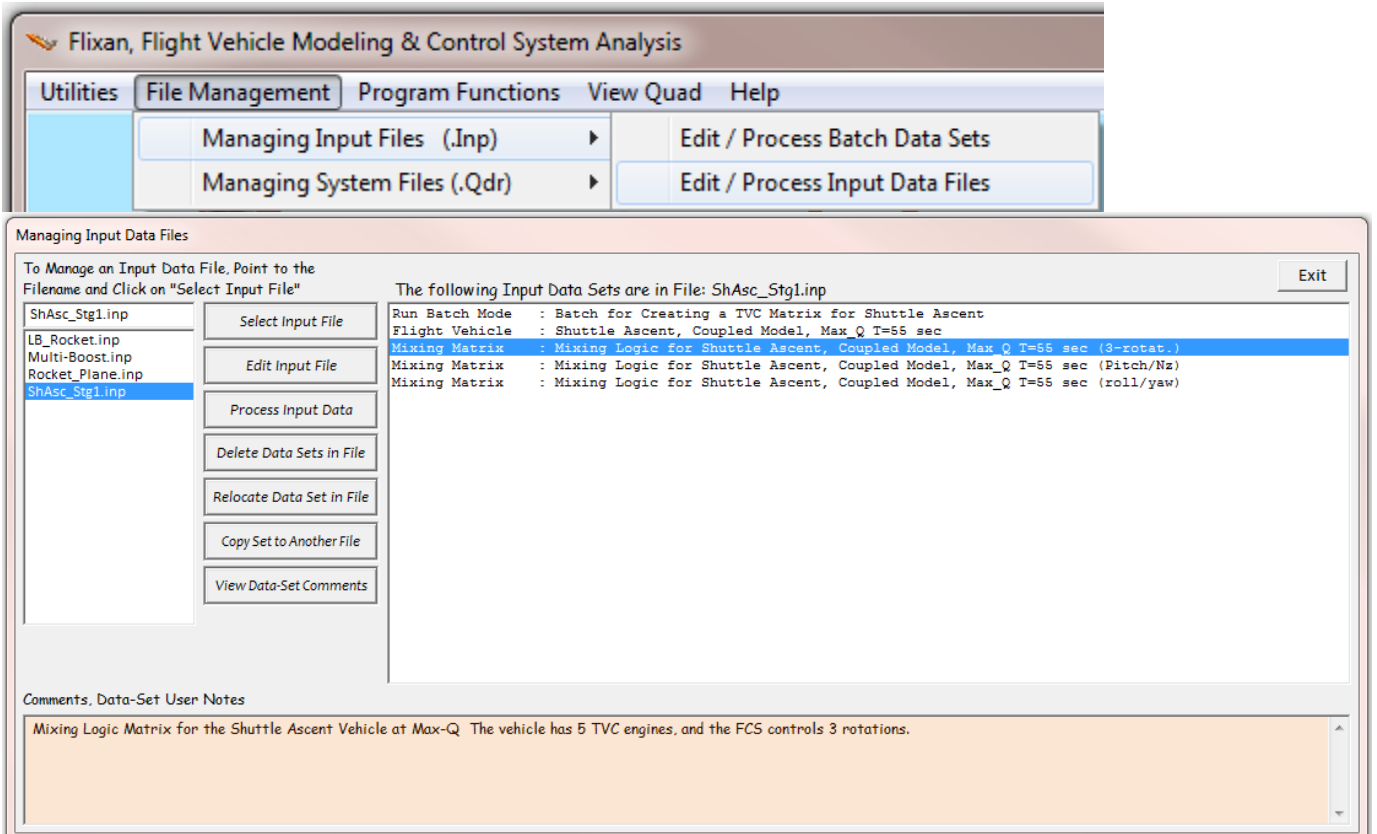 Flixan, Flight Vehicle Modeling & Control System Analysis
Utilities File Management Program Functions View Quad Help
Managing Input Files (.Inp)
Edit / Process Batch Data Sets
Managing System Files (.Qdr)
Edit / Process Input Data Files
Managing Input Data Files
To Manage an Input Data File, Point to the
Filename and Click on "Select Input File"
ShAsc_Stg1.inp
LB_Rocket.inp
Multi-Boost.inp
Rocket_Plane.inp
ShAsc_Stg1.inp
Select Input File
Edit Input File
Process Input Data
Delete Data Sets in File
Relocate Data Set in File
Copy Set to Another File
View Data-Set Comments
The following Input Data Sets are in File: ShAsc_Stg1.inp
Exit
Run Batch Mode : Batch for Creating a TVC Matrix for Shuttle Ascent
Flight Vehicle : Shuttle Ascent, Coupled Model, Max_Q T=55 sec
Mixing Matrix : Mixing Logic for Shuttle Ascent, Coupled Model, Max_Q T=55 sec (3-rotat.)
Mixing Matrix : Mixing Logic for Shuttle Ascent, Coupled Model, Max_Q T=55 sec (Pitch/Nz)
Mixing Matrix : Mixing Logic for Shuttle Ascent, Coupled Model, Max_Q T=55 sec (roll/yaw)
Comments, Data-Set User Notes
Mixing Logic Matrix for the Shuttle Ascent Vehicle at Max-Q The vehicle has 5 TVC engines, and the FCS controls 3 rotations.